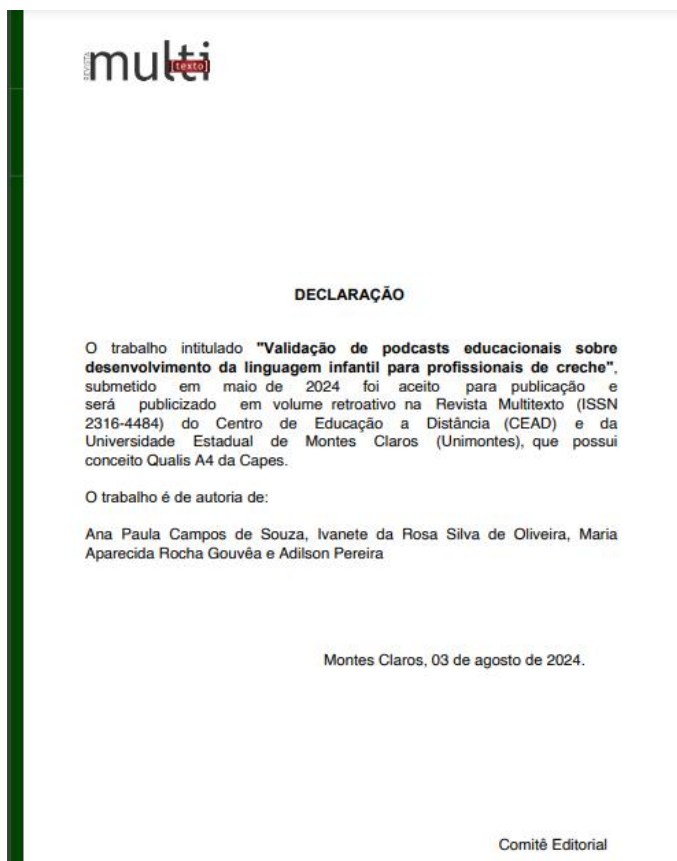 REVISTA
multi
[texto]
DECLARAÇÃO
O trabalho intitulado "Validação de podcasts educacionais sobre
desenvolvimento da linguagem infantil para profissionais de creche",
submetido em maio de 2024 foi aceito para publicação e
será publicizado em volume retroativo na Revista Multitexto (ISSN
2316-4484) do Centro de Educação a Distância (CEAD) e da
Universidade Estadual de Montes Claros (Unimontes), que possui
conceito Qualis A4 da Capes.
O trabalho é de autoria de:
Ana Paula Campos de Souza, Ivanete da Rosa Silva de Oliveira, Maria
Aparecida Rocha Gouvêa e Adilson Pereira
Montes Claros, 03 de agosto de 2024.
Comitê Editorial